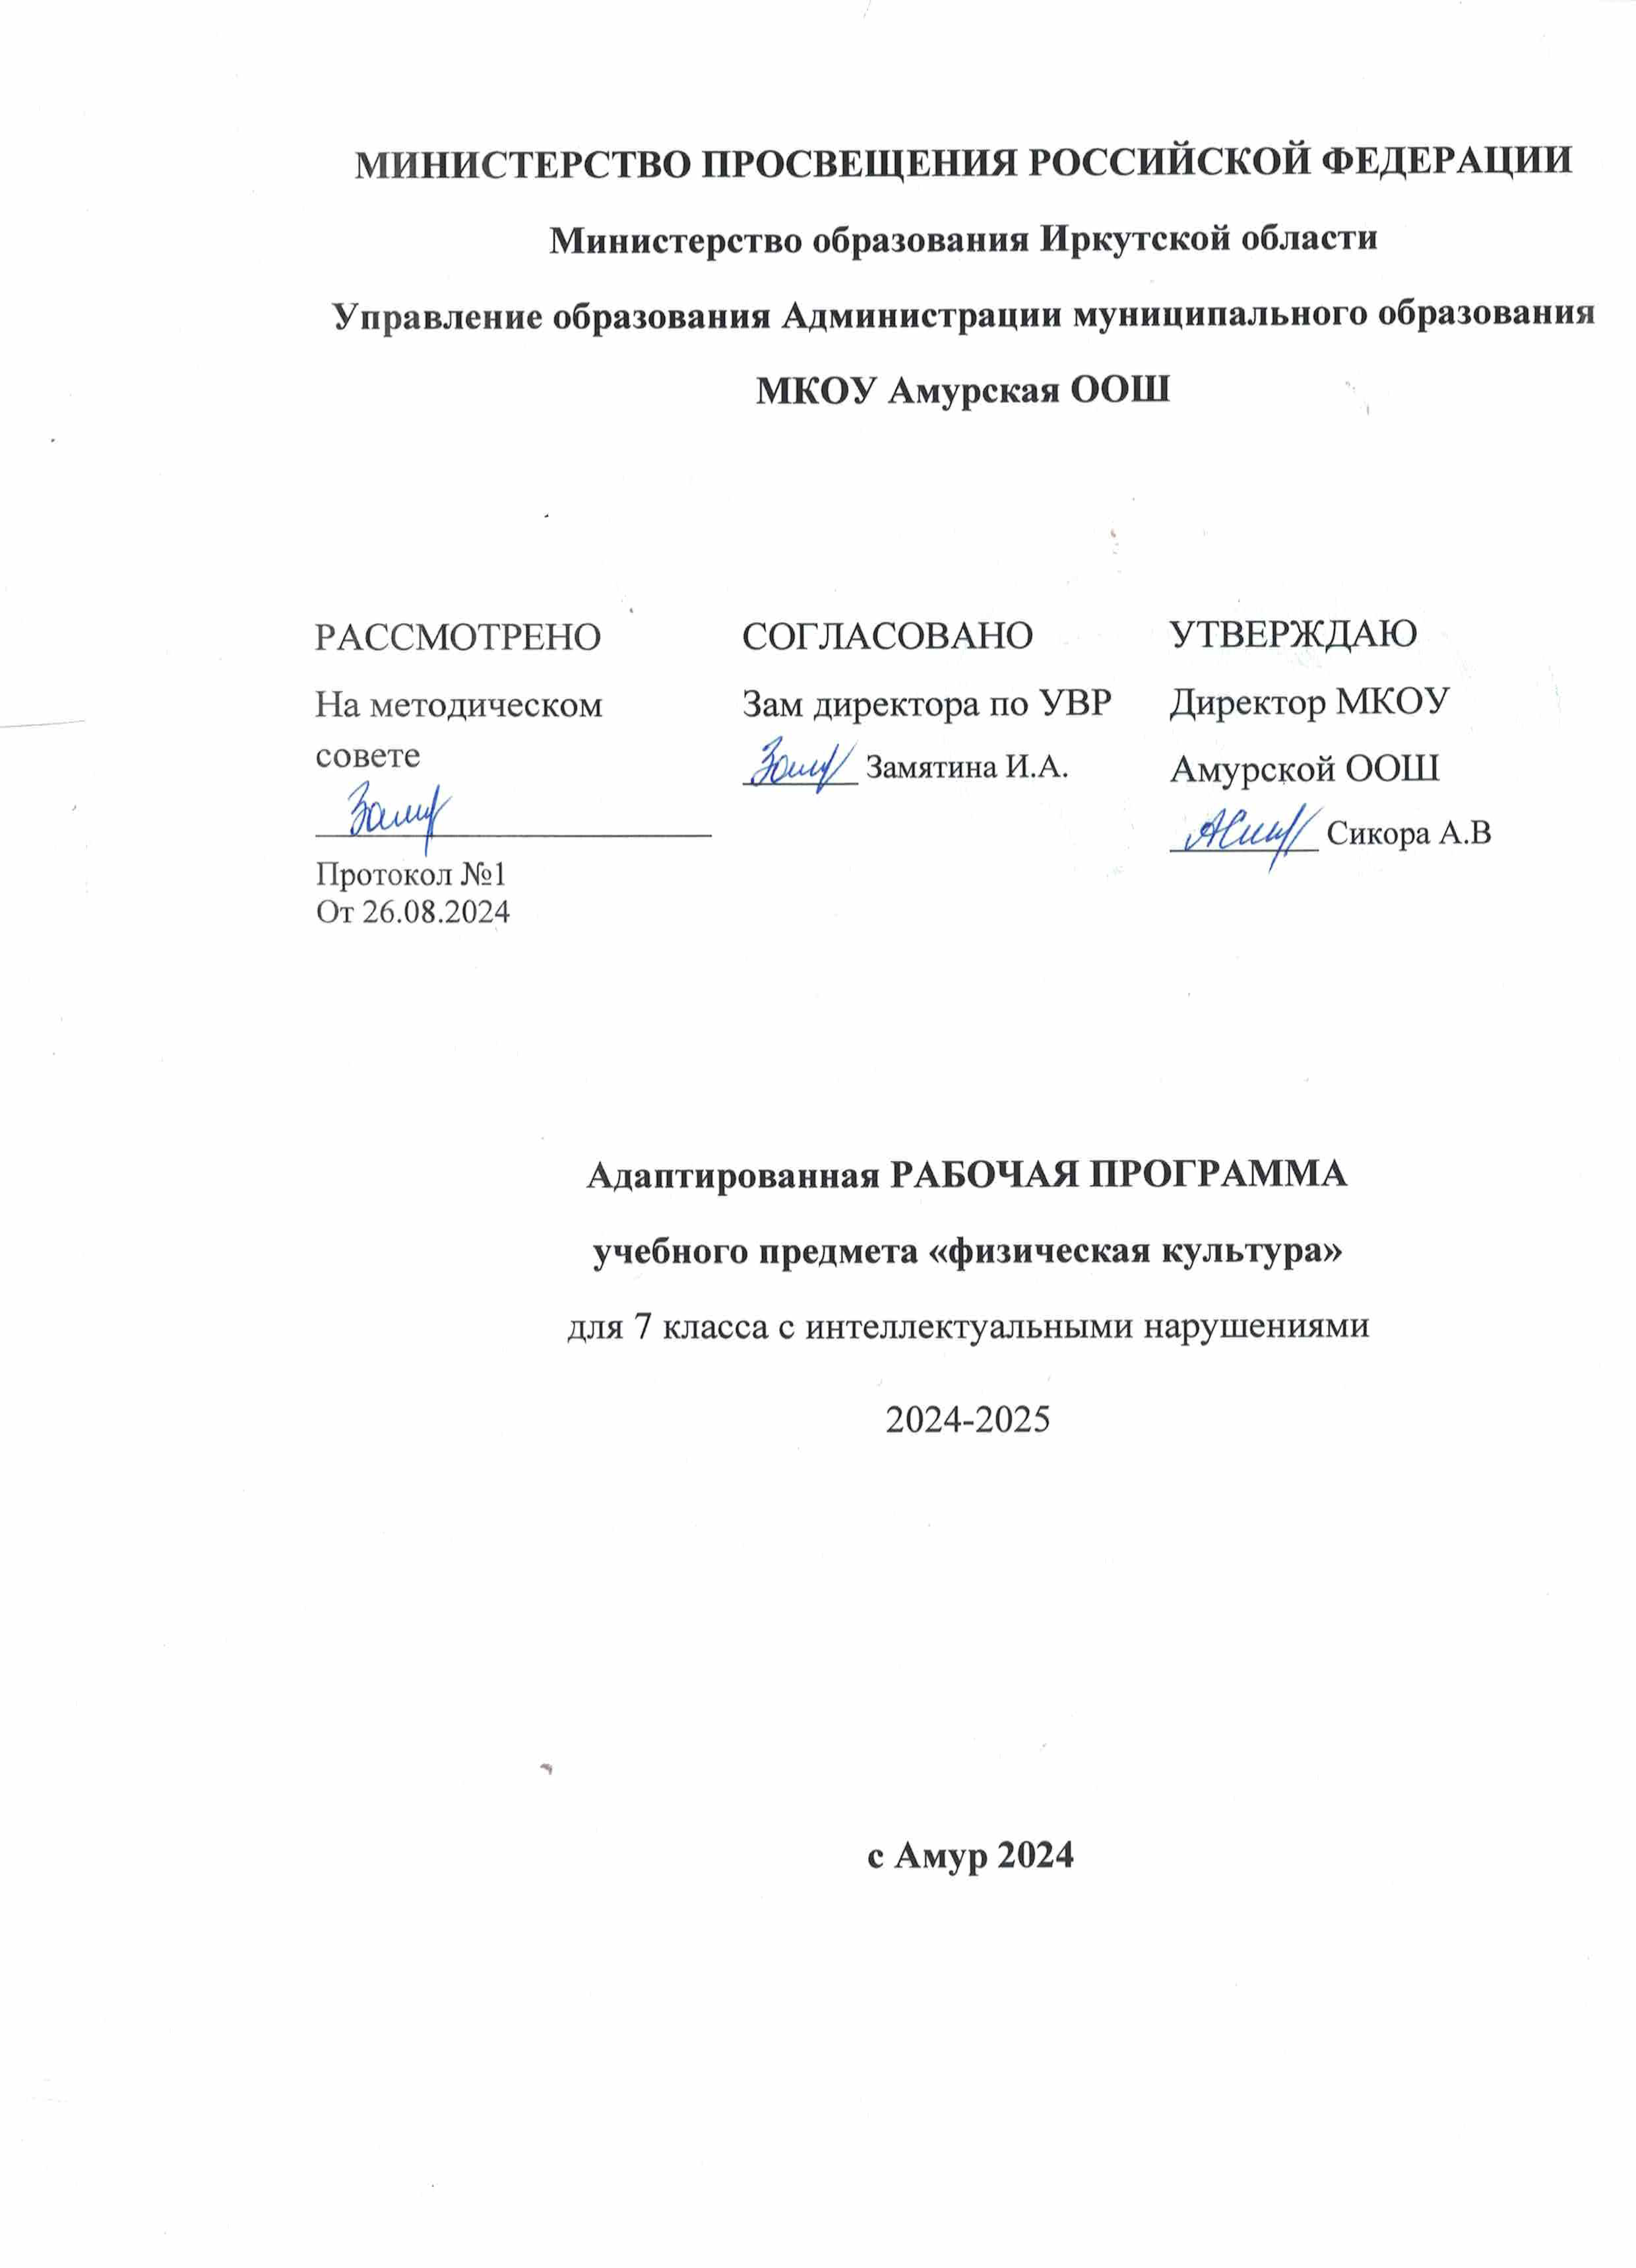 МИНИСТЕРСТВО ПРОСВЕЩЕНИЯ РОССИЙСКОЙ ФЕДЕРАЦИИ
Министерство образования Иркутской области
Управление образования Администрации муниципального образования
МКОУ Амурская ООШ
РАССМОТРЕНО
На методическом
совете
Протокол №1
От 26.08.2024
СОГЛАСОВАНО
Зам директора по УВР
Замятина И.А.
УТВЕРЖДАЮ
Директор МКОУ
Амурской ООШ
Сикора А.В
Адаптированная РАБОЧАЯ ПРОГРАММА
учебного предмета «физическая культура»
для 7 класса с интеллектуальными нарушениями
2024-2025
с Амур 2024